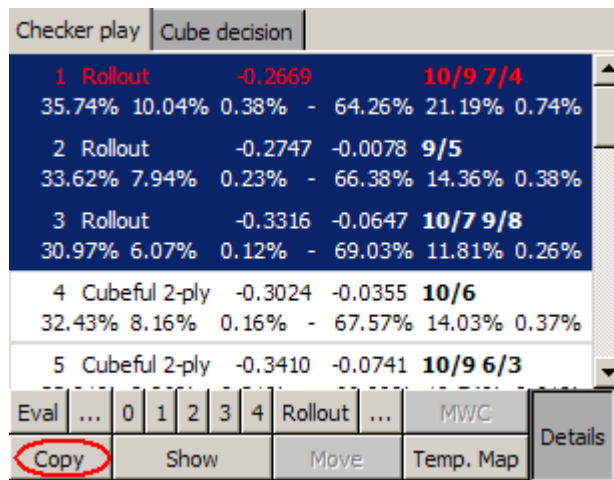 Checker play Cube decision
1 Rollout -0.2669 10/9 7/4
35.74% 10.04% 0.38% - 64.26% 21.19% 0.74%
2 Rollout -0.2747 -0.0078 9/5
33.62% 7.94% 0.23% - 66.38% 14.36% 0.38%
3 Rollout -0.3316 -0.0647 10/7 9/8
30.97% 6.07% 0.12% - 69.03% 11.81% 0.26%
4 Cubeful 2-ply -0.3024 -0.0355 10/6
32.43% 8.16% 0.16% - 67.57% 14.03% 0.37%
5 Cubeful 2-ply -0.3410 -0.0741 10/9 6/3
Eval ... 0 1 2 3 4 Rollout ... MWC
Details
Copy Show Move Temp. Map